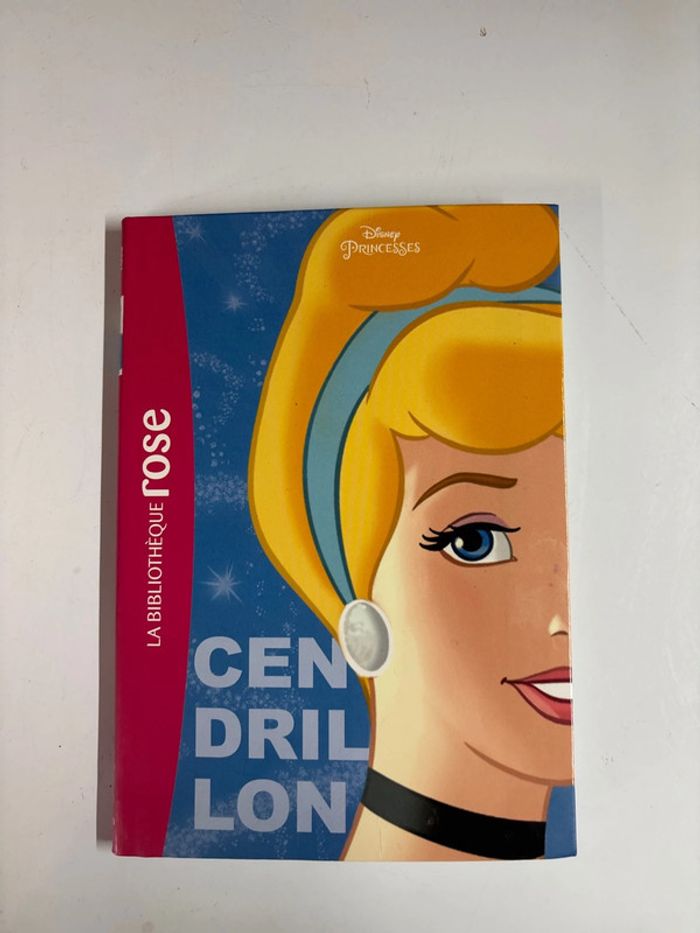 Disney
PRINCESSES
LA BIBLIOTHÈQUE rose
CEN
DRIL
LON